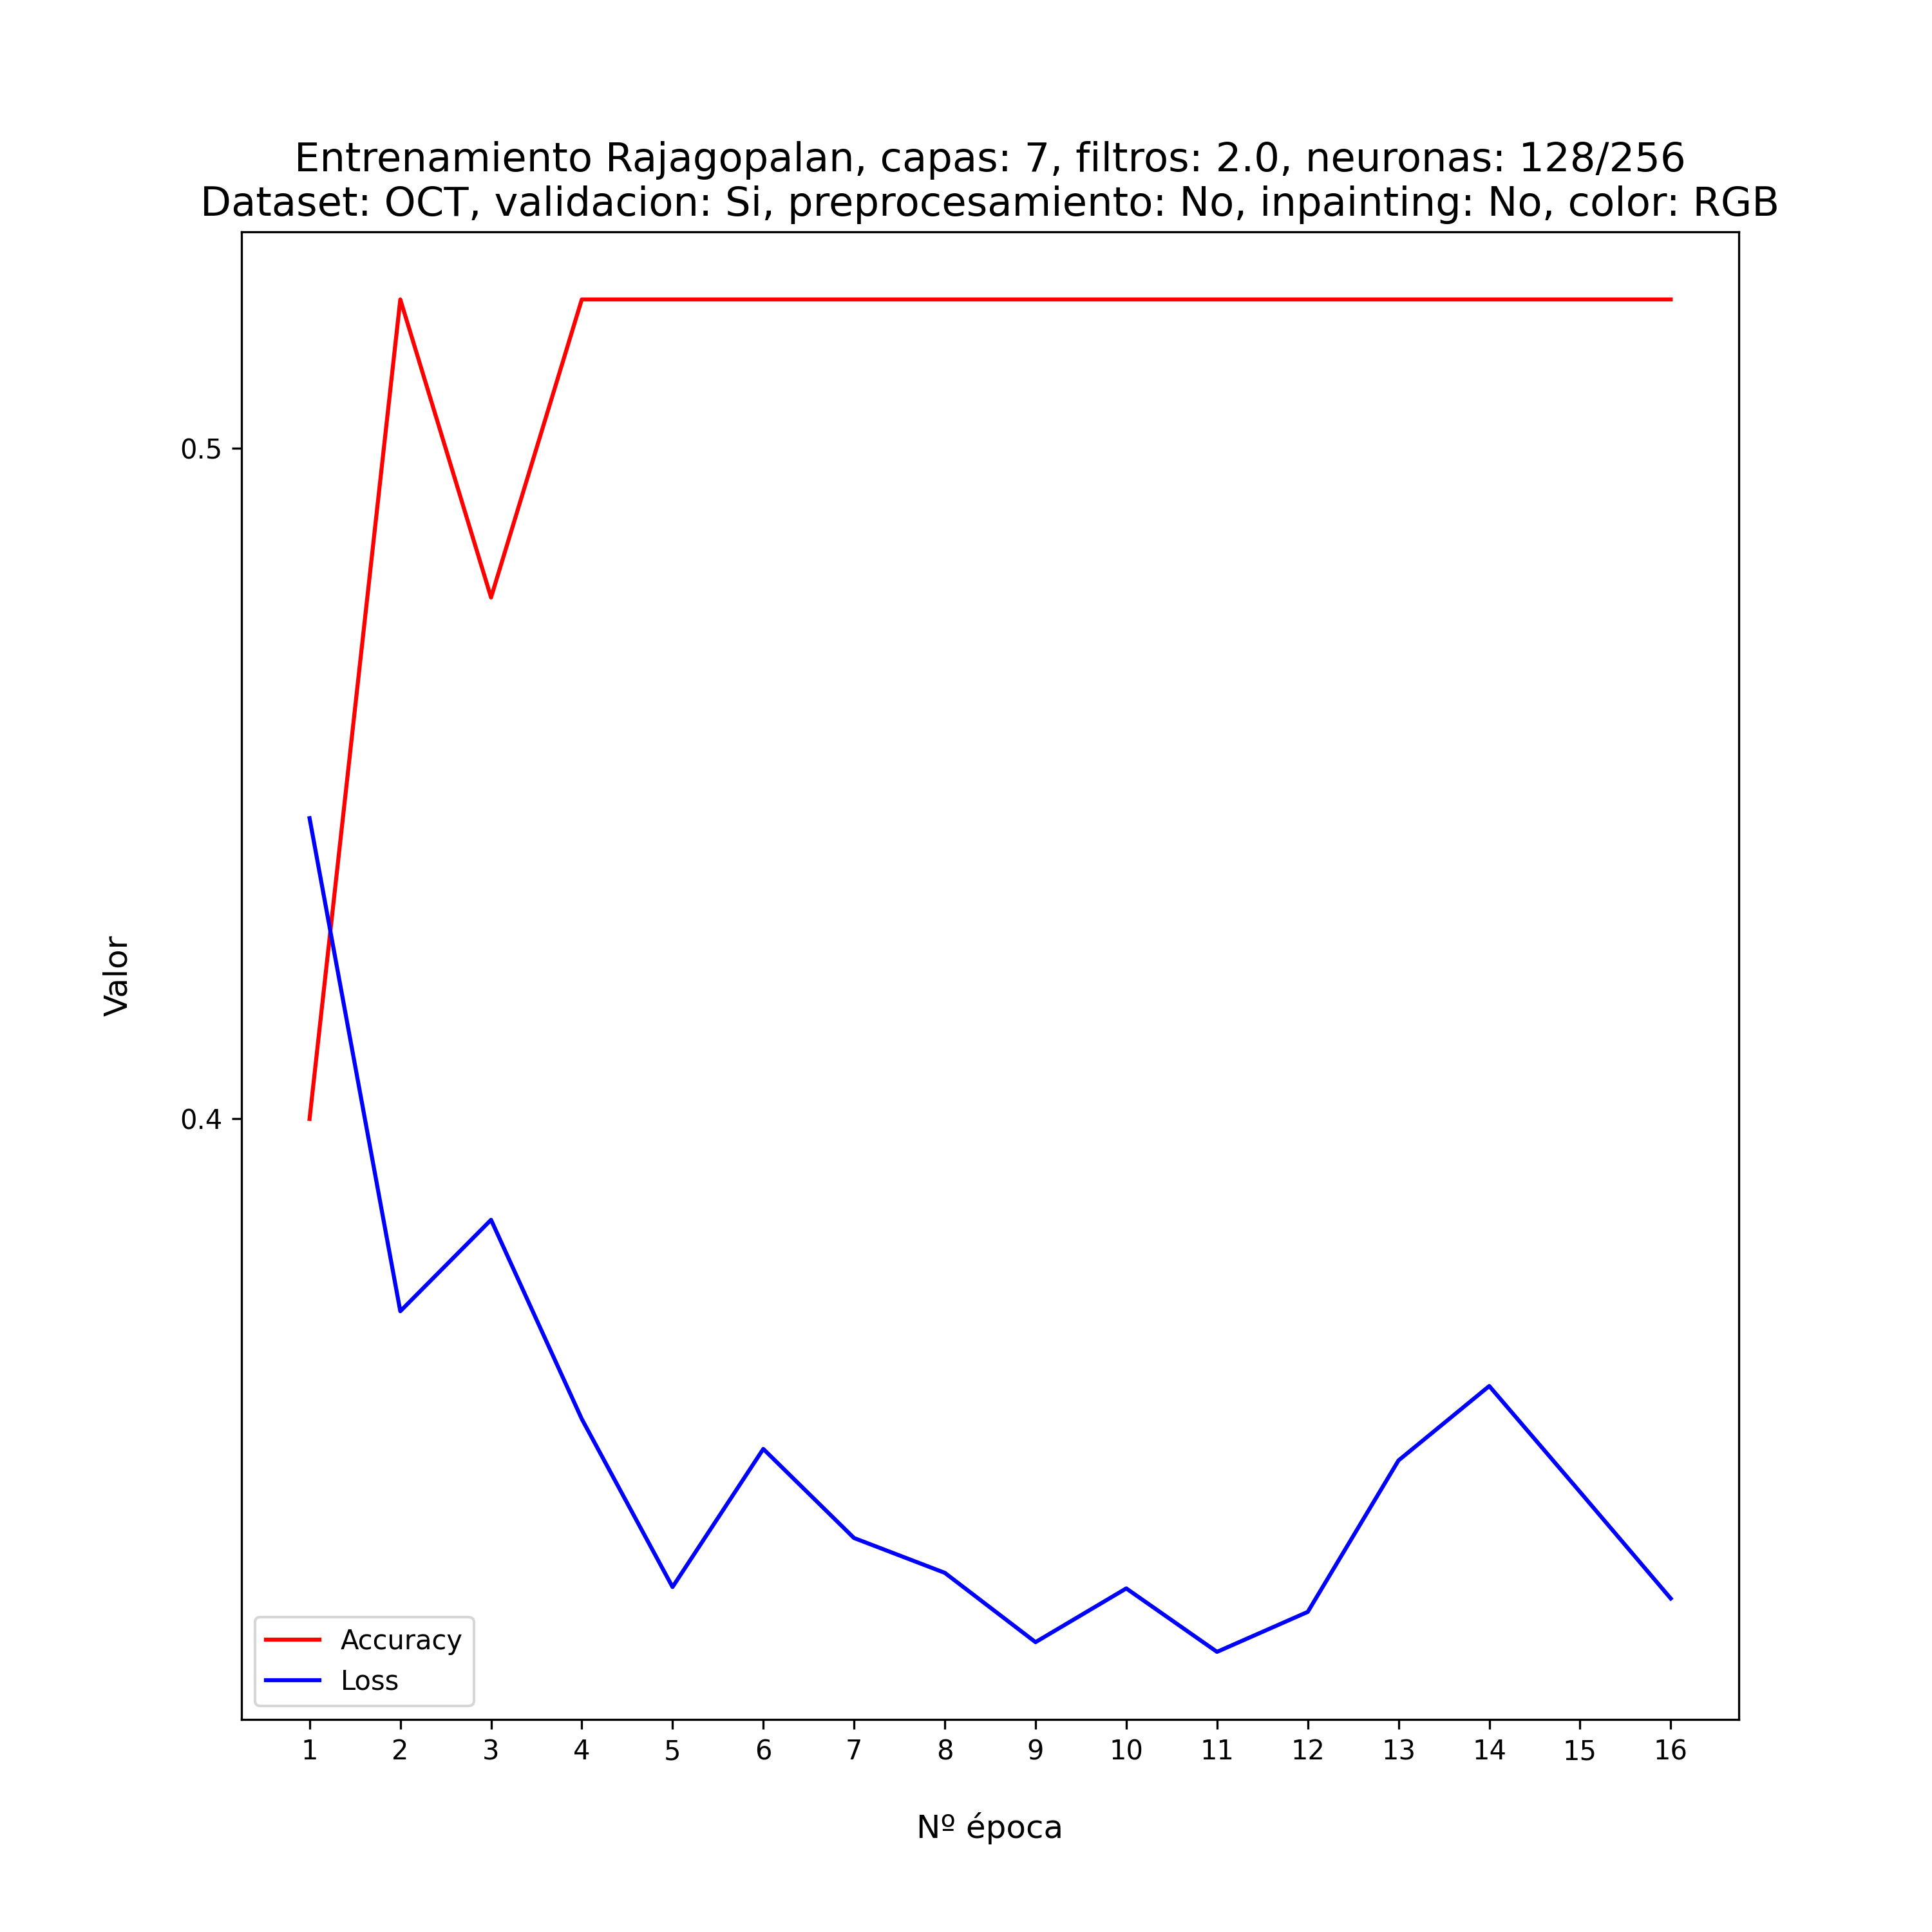 Entrenamiento Rajagopalan, capas: 7, filtros: 2.0, neuronas: 128/256
Dataset: OCT, validacion: Si, preprocesamiento: No, inpainting: No, color: RGB
0.5
0.4
Valor
Accuracy
Loss
1 2 3 4 5 6 7 8 9 10 11 12 13 14 15 16
Nº época